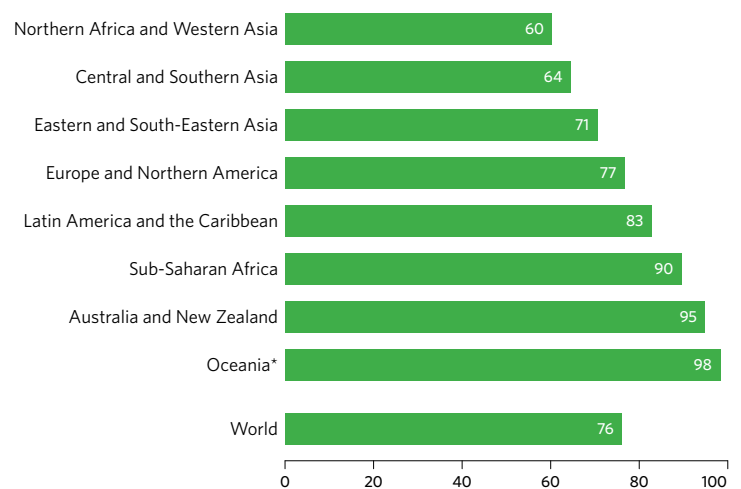 Northern Africa and Western Asia 60
Central and Southern Asia 64
Eastern and South-Eastern Asia 71
Europe and Northern America 77
Latin America and the Caribbean 83
Sub-Saharan Africa 90
Australia and New Zealand 95
Oceania* 98
World 76
0 20 40 60 80 100